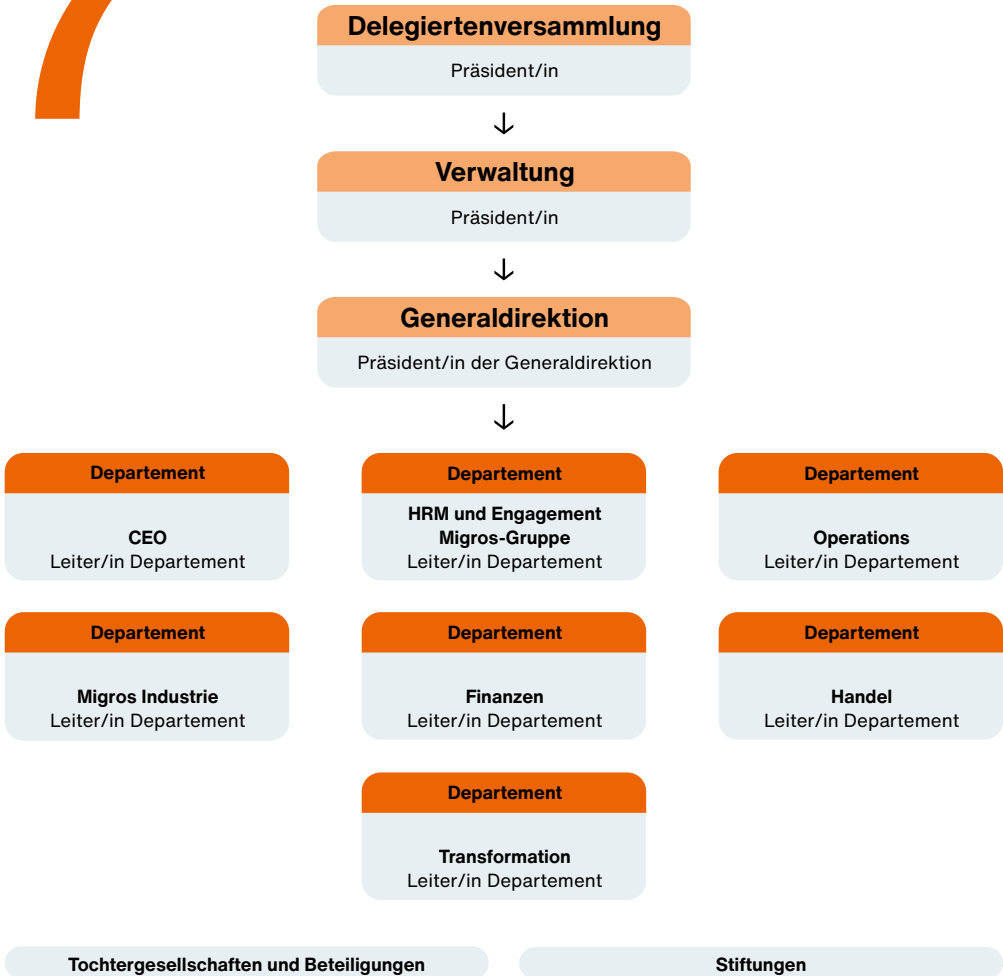 Delegiertenversammlung
Präsident/in
Verwaltung
Präsident/in
Generaldirektion
Präsident/in der Generaldirektion
Departement
CEO
Leiter/in Departement
Departement
HRM und Engagement
Migros-Gruppe
Leiter/in Departement
Departement
Operations
Leiter/in Departement
Departement
Migros Industrie
Leiter/in Departement
Departement
Finanzen
Leiter/in Departement
Departement
Handel
Leiter/in Departement
Departement
Transformation
Leiter/in Departement
Tochtergesellschaften und Beteiligungen
Stiftungen